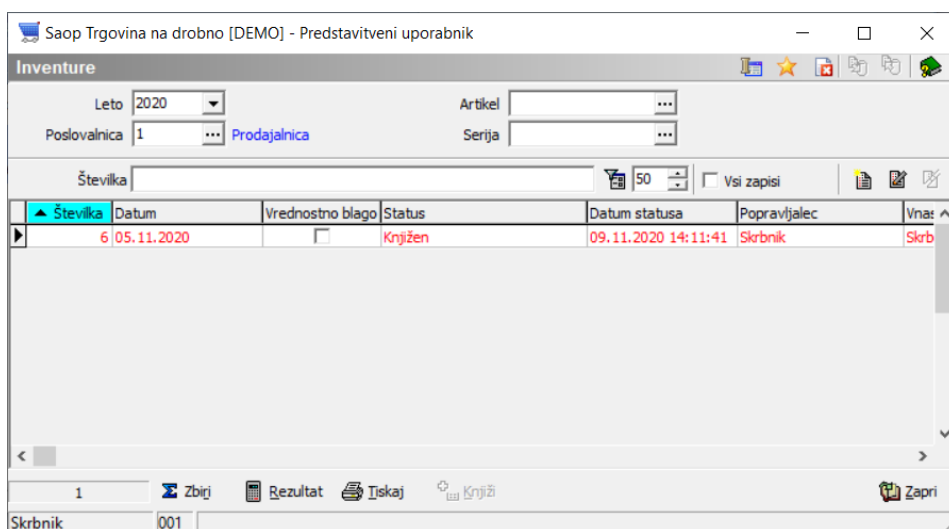 Saop Trgovina na drobno [DEMO] - Predstavitveni uporabnik
Inventure
Leto 2020 Artikel
Poslovalnica 1 Prodajalnica Serija
Številka 50 Vsi zapisi
Številka Datum Vrednostno blago Status Datum statusa Popravljalec Vnas
6 05.11.2020 Knjižen 09.11.2020 14:11:41 Skrbnik Skrb
1 Zbiri Rezultat Tiskaj Knjiži Zapri
Skrbnik 001